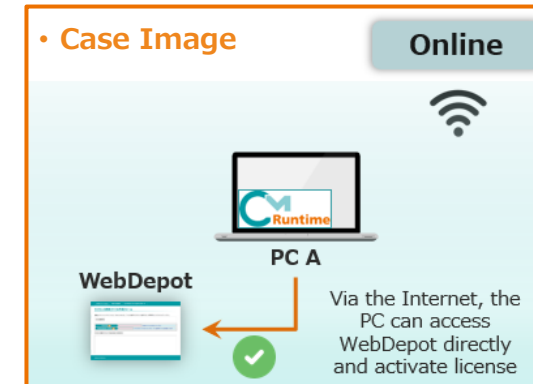 ・Case Image
Online
CM
Runtime
PC A
WebDepot
Via the Internet, the
PC can access
WebDepot directly
and activate license